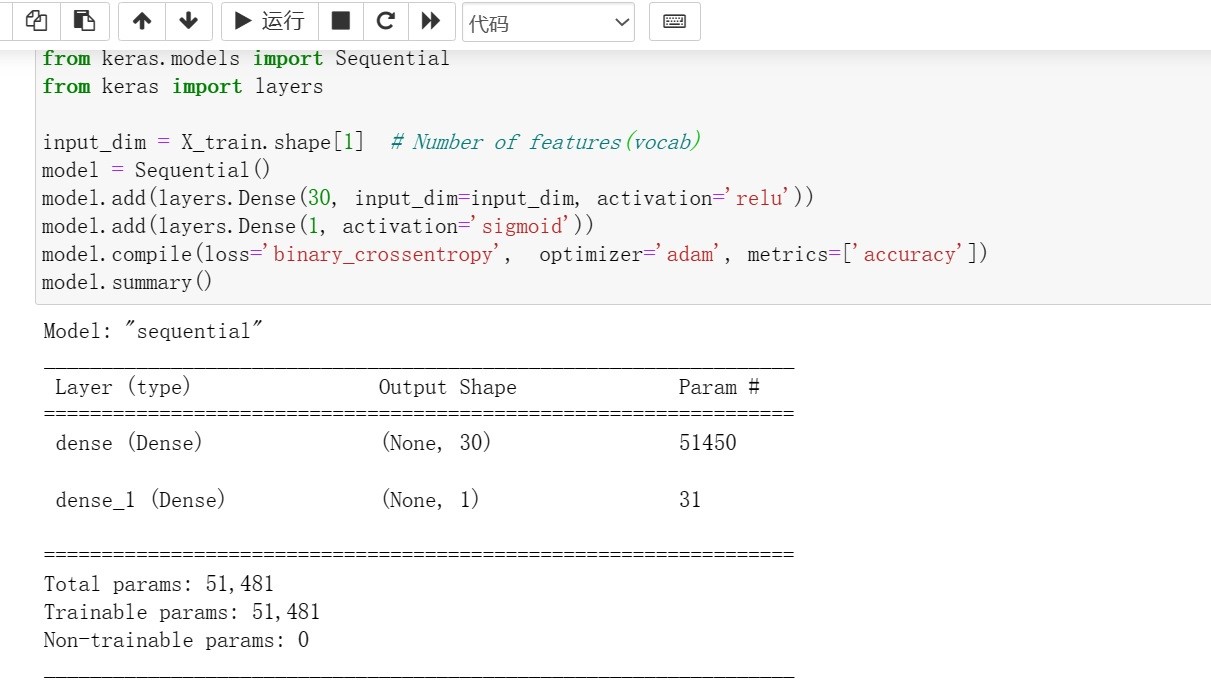 运行 代码
from keras.models import Sequential
from keras import layers
input_dim = X_train.shape[1]  # Number of features(vocab)
model = Sequential()
model.add(layers.Dense(30, input_dim=input_dim, activation='relu'))
model.add(layers.Dense(1, activation='sigmoid'))
model.compile(loss='binary_crossentropy',  optimizer='adam', metrics=['accuracy'])
model.summary()
Model: "sequential"
_________________________________________________________________
Layer (type)                Output Shape              Param #
=================================================================
dense (Dense)               (None, 30)                51450
dense_1 (Dense)             (None, 1)                 31
=================================================================
Total params: 51,481
Trainable params: 51,481
Non-trainable params: 0
_________________________________________________________________